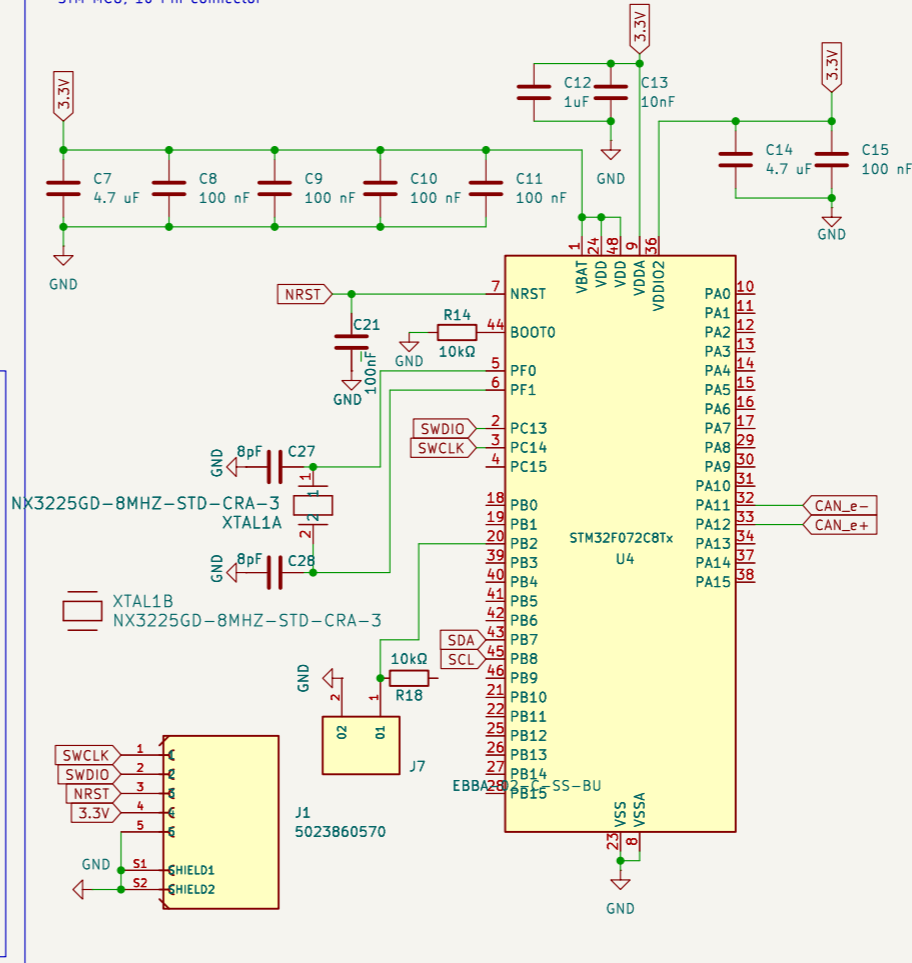 3.3V
3.3V
3.3V
C12
1uF
C13
10nF
C14
4.7 uF
C15
100 nF
GND
GND
C7
4.7 uF
C8
100 nF
C9
100 nF
C10
100 nF
C11
100 nF
GND
1
24
48
9
36
VBAT
VDD
VDD
VDDA
VDDIO2
NRST
7
NRST
C21
100nF
GND
R14
10kΩ
GND
44
BOOT0
5
PF0
6
PF1
SWDIO
2
PC13
SWCLK
3
PC14
4
PC15
18
PB0
19
PB1
20
PB2
39
PB3
40
PB4
41
PB5
42
PB6
SDA
43
PB7
SCL
45
PB8
46
PB9
21
PB10
22
PB11
25
PB12
26
PB13
27
PB14
28
PB15
PA0
10
PA1
11
PA2
12
PA3
13
PA4
14
PA5
15
PA6
16
PA7
17
PA8
29
PA9
30
PA10
31
PA11
32
CAN_e-
PA12
33
CAN_e+
PA13
34
PA14
37
PA15
38
STM32F072C8Tx
U4
VSS
VSSA
23
8
GND
GND
8pF
C27
1
1
NX3225GD-8MHZ-STD-CRA-3
XTAL1A
2
2
GND
8pF
C28
XTAL1B
NX3225GD-8MHZ-STD-CRA-3
10kΩ
R18
GND
2
1
02
01
J7
EBBA-02-C-SS-BU
SWCLK
1
SWDIO
2
NRST
3
3.3V
4
5
GND
S1
SHIELD1
S2
SHIELD2
J1
5023860570